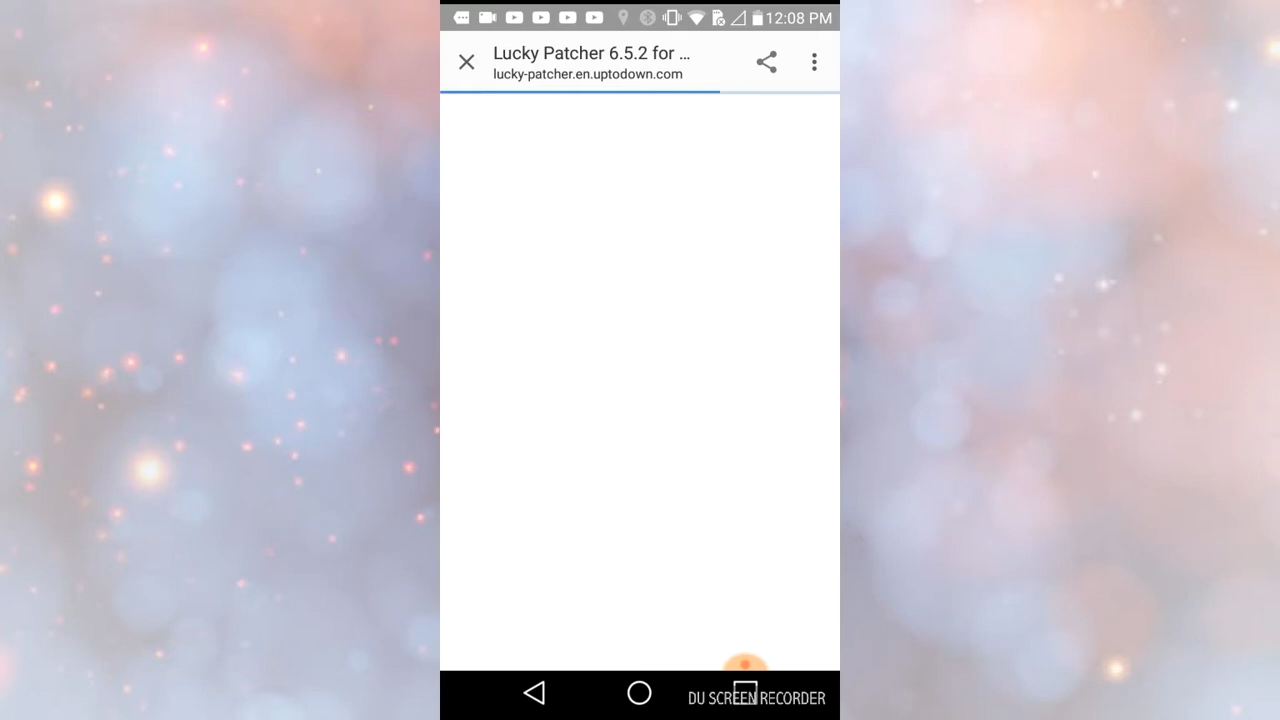 12:08 PM
Lucky Patcher 6.5.2 for ...
lucky-patcher.en.uptodown.com
DU SCREEN RECORDER